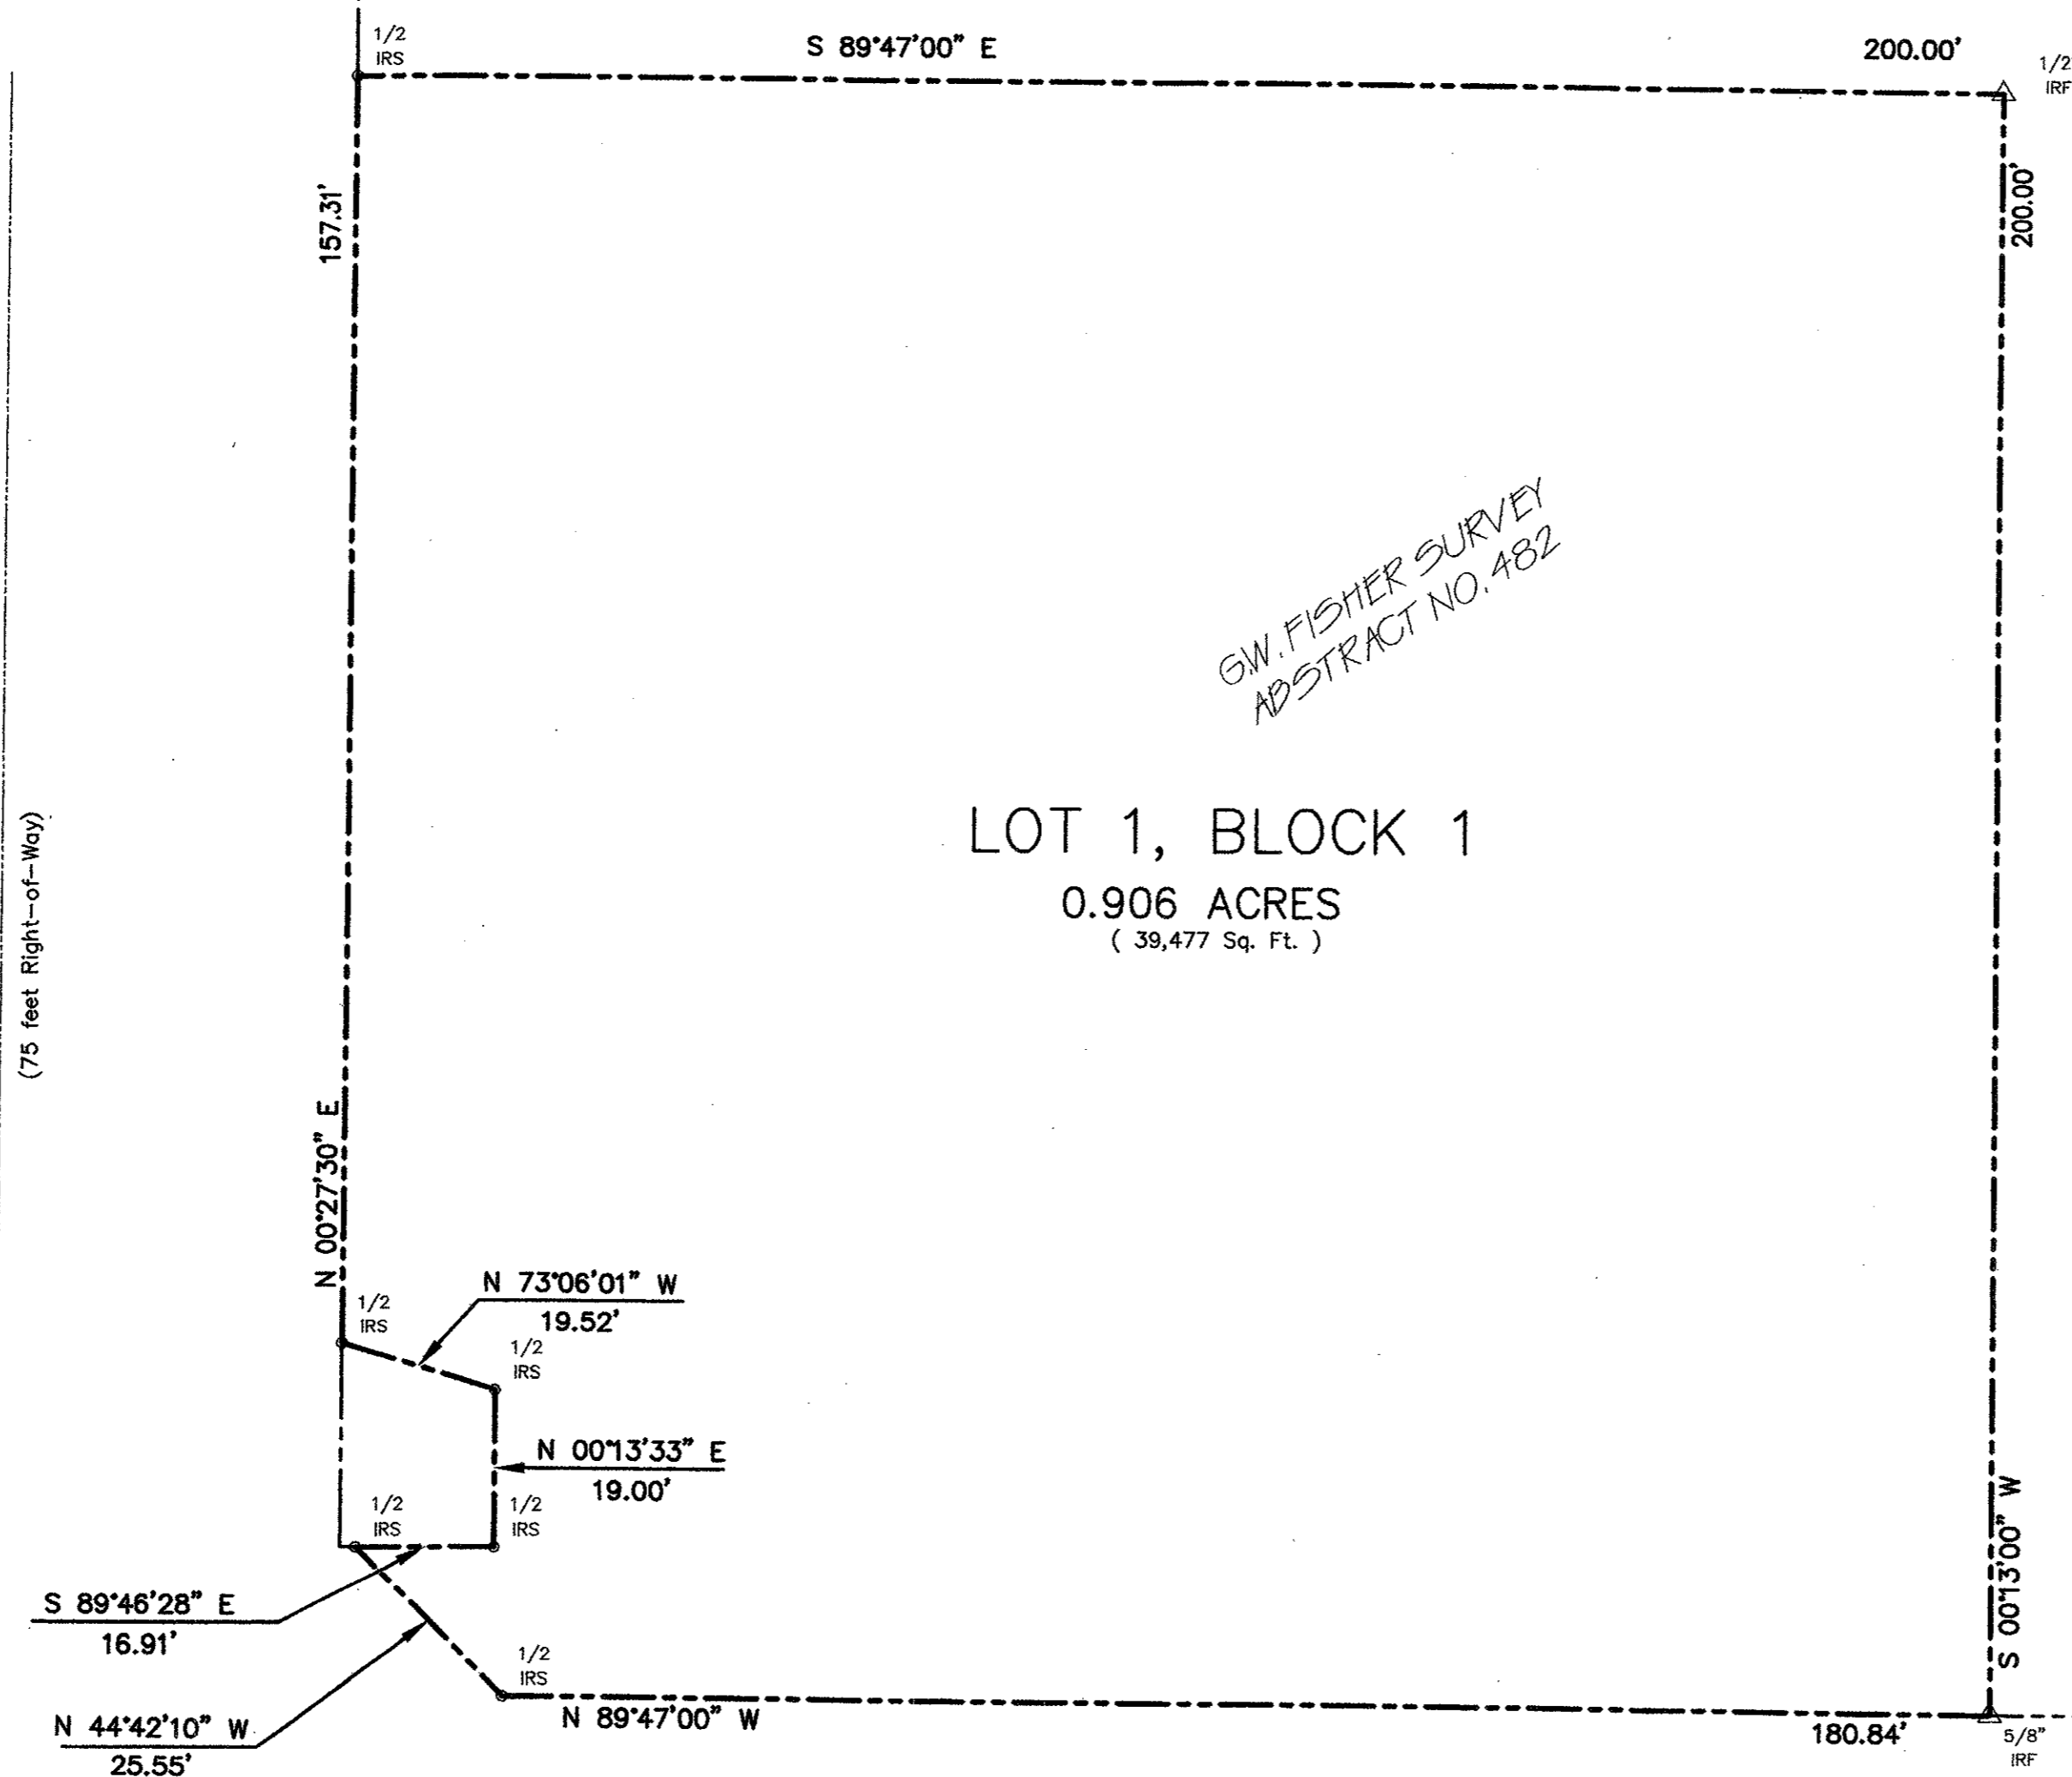 1/2
IRS
S 89°47'00" E
200.00'
1/2
IRF
157.31'
200.00'
G.W. FISHER SURVEY
ABSTRACT NO. 482
LOT 1, BLOCK 1
0.906 ACRES
( 39,477 Sq. Ft. )
(75 feet Right-of-Way)
N 00°27'30" E
N 73°06'01" W
19.52'
1/2
IRS
1/2
IRS
N 00°13'33" E
19.00'
1/2
IRS
1/2
IRS
S 00°13'00" W
S 89°46'28" E
16.91'
1/2
IRS
N 44°42'10" W
25.55'
N 89°47'00" W
180.84'
5/8"
IRF